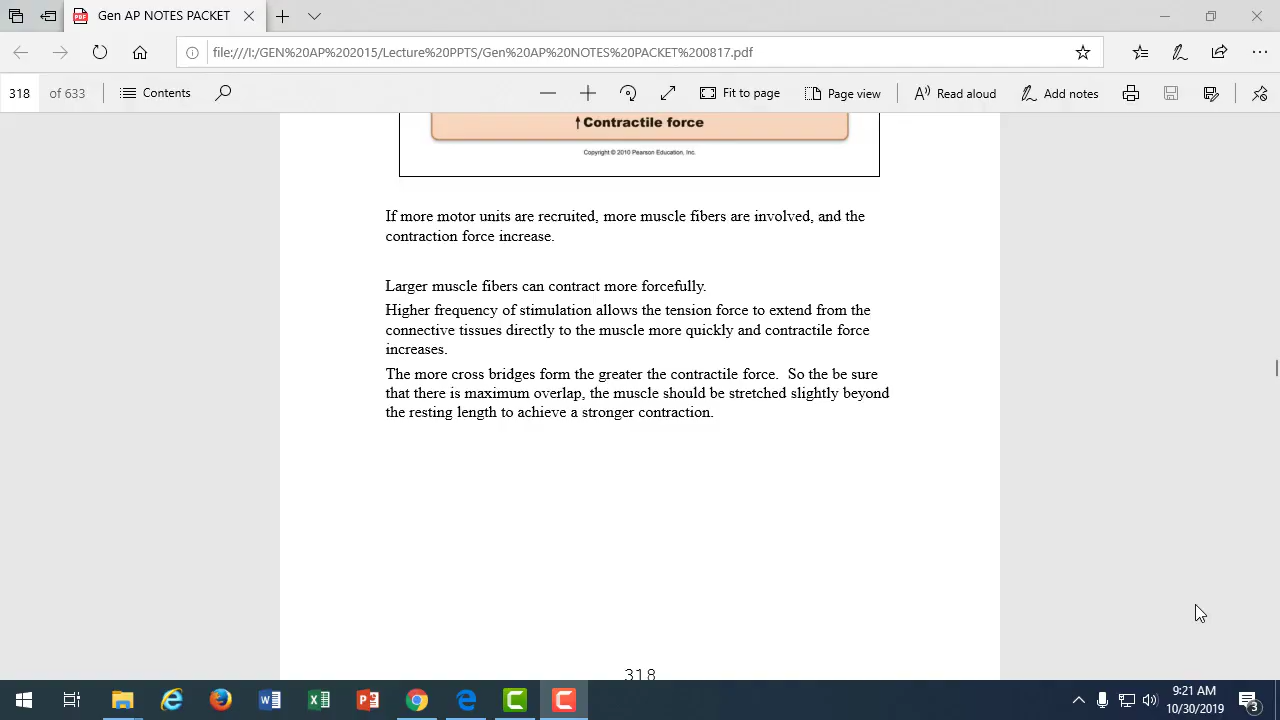 Gen AP NOTES PACKET
file:///I:/GEN%20AP%202015/Lecture%20PPTS/Gen%20AP%20NOTES%20PACKET%200817.pdf
318 of 633 Contents Fit to page Page view Read aloud Add notes
↑Contractile force
Copyright © 2010 Pearson Education, Inc.
If more motor units are recruited, more muscle fibers are involved, and the
contraction force increase.
Larger muscle fibers can contract more forcefully.
Higher frequency of stimulation allows the tension force to extend from the
connective tissues directly to the muscle more quickly and contractile force
increases.
The more cross bridges form the greater the contractile force.  So the be sure
that there is maximum overlap, the muscle should be stretched slightly beyond
the resting length to achieve a stronger contraction.
318
9:21 AM
10/30/2019
3